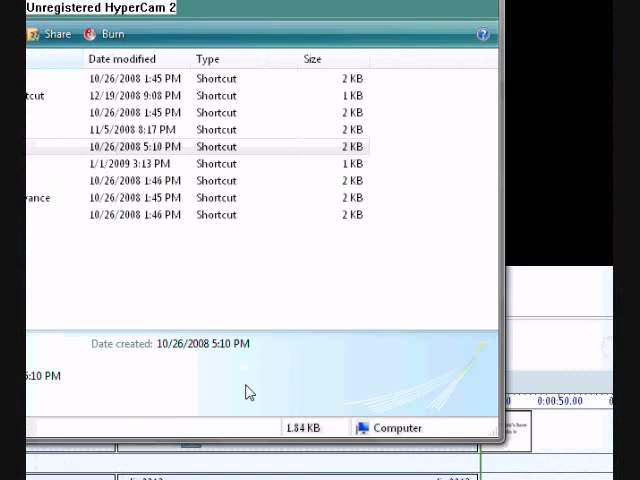 Unregistered HyperCam 2
Share Burn
Date modified Type Size
10/26/2008 1:45 PM Shortcut 2 KB
tcut 12/19/2008 9:08 PM Shortcut 1 KB
10/26/2008 1:45 PM Shortcut 2 KB
11/5/2008 8:17 PM Shortcut 2 KB
10/26/2008 5:10 PM Shortcut 2 KB
1/1/2009 3:13 PM Shortcut 1 KB
10/26/2008 1:46 PM Shortcut 2 KB
vance 10/26/2008 1:45 PM Shortcut 2 KB
10/26/2008 1:46 PM Shortcut 2 KB
Date created: 10/26/2008 5:10 PM
5:10 PM
0:00:50.00
1.84 KB Computer